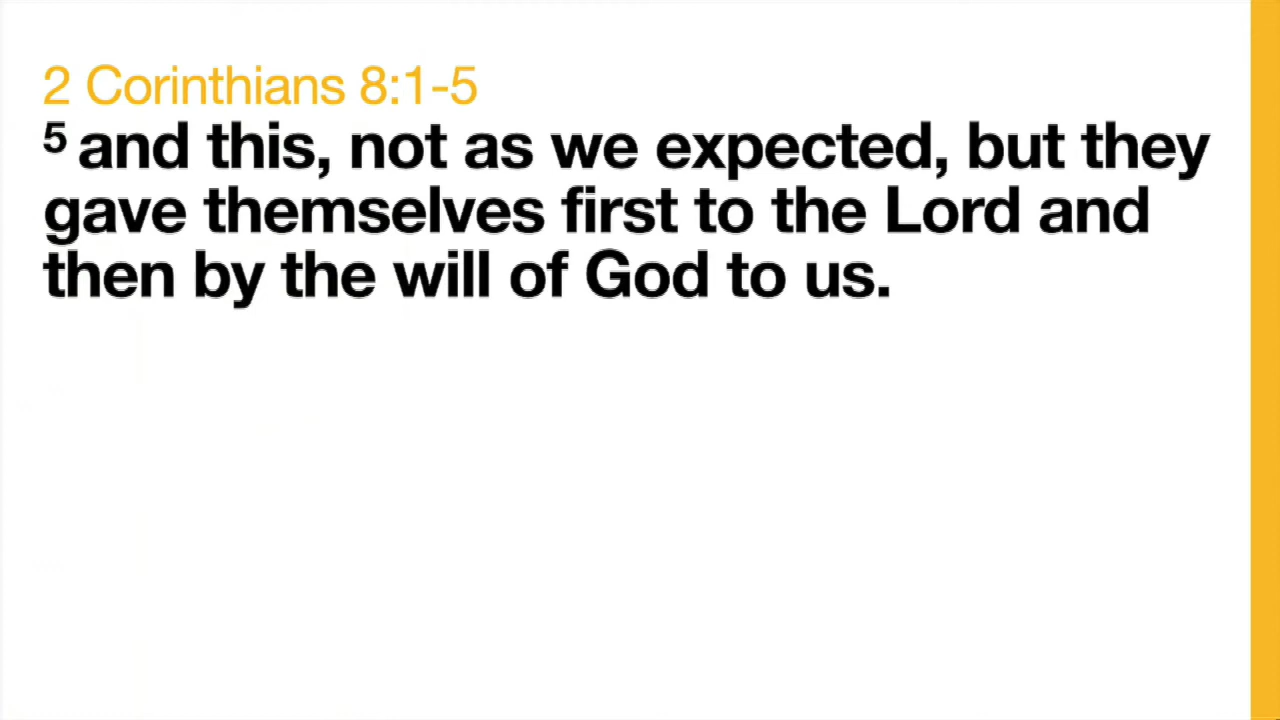 2 Corinthians 8:1-5
5 and this, not as we expected, but they
gave themselves first to the Lord and
then by the will of God to us.